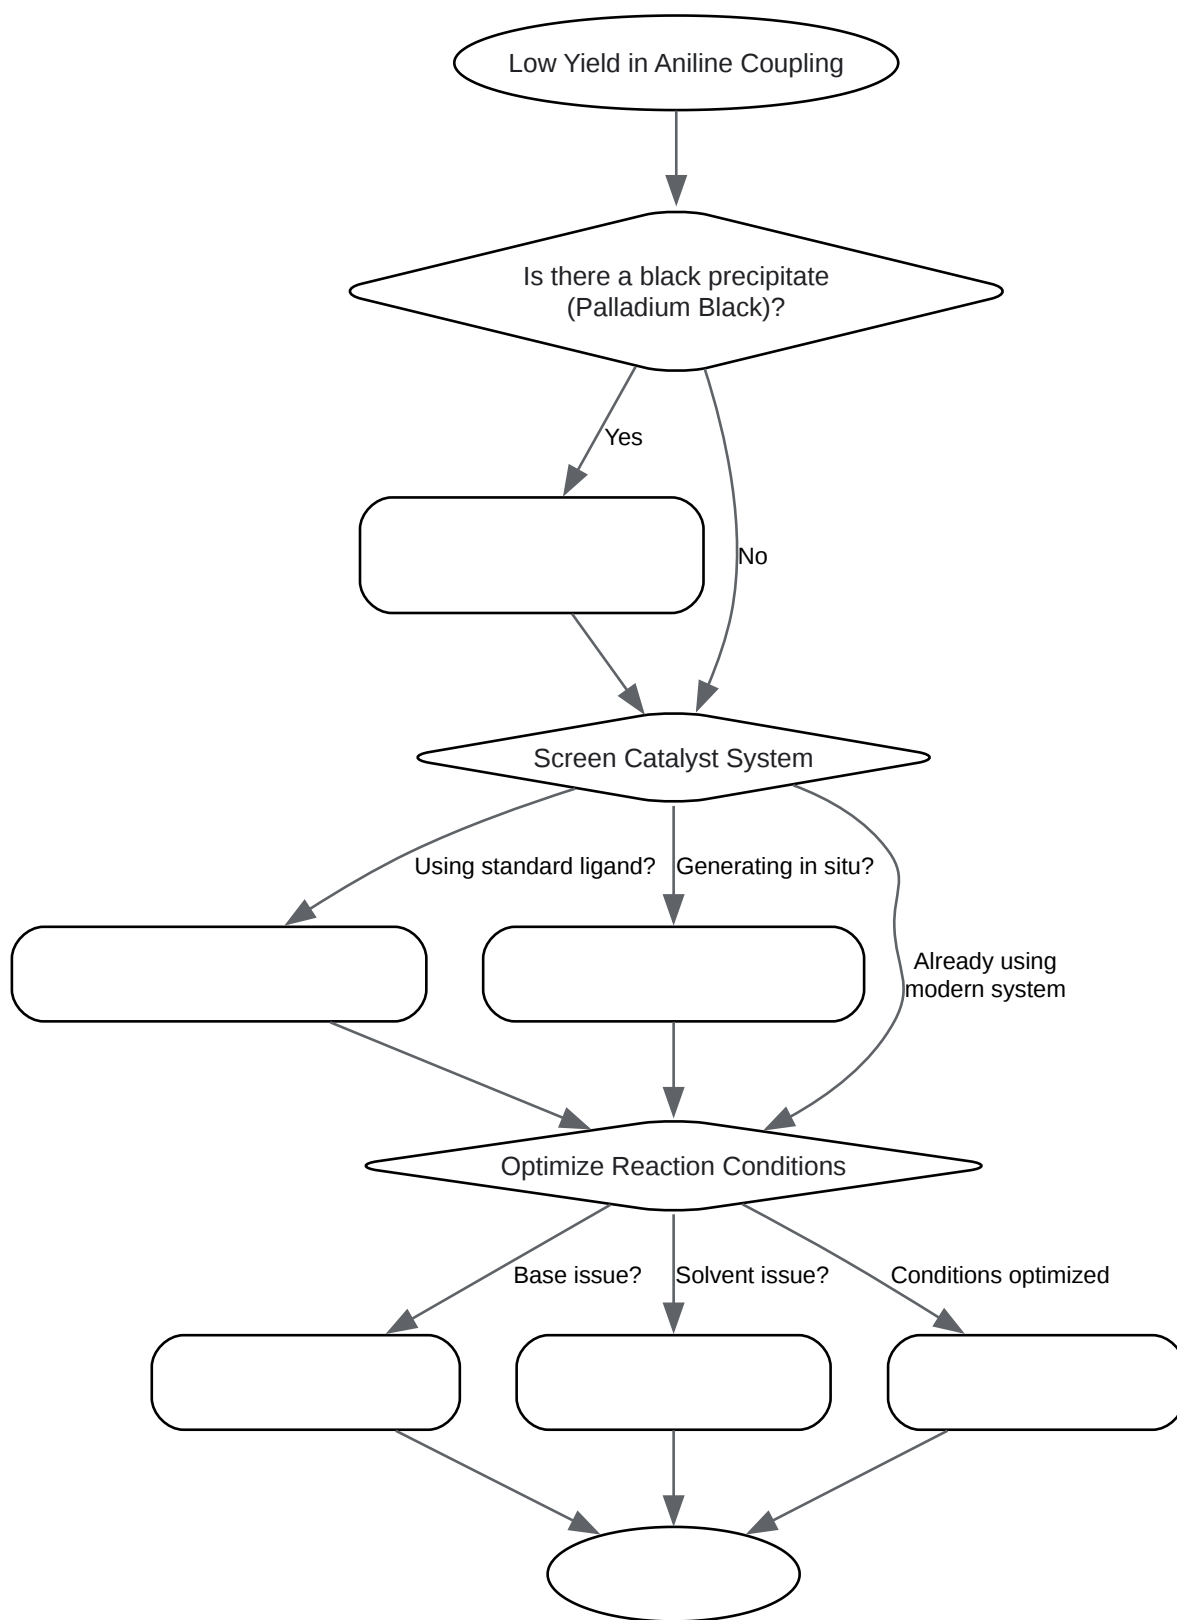 Low Yield in Aniline Coupling
Is there a black precipitate
(Palladium Black)?
Yes
No
Screen Catalyst System
Using standard ligand?
Generating in situ?
Already using
modern system
Optimize Reaction Conditions
Base issue?
Solvent issue?
Conditions optimized